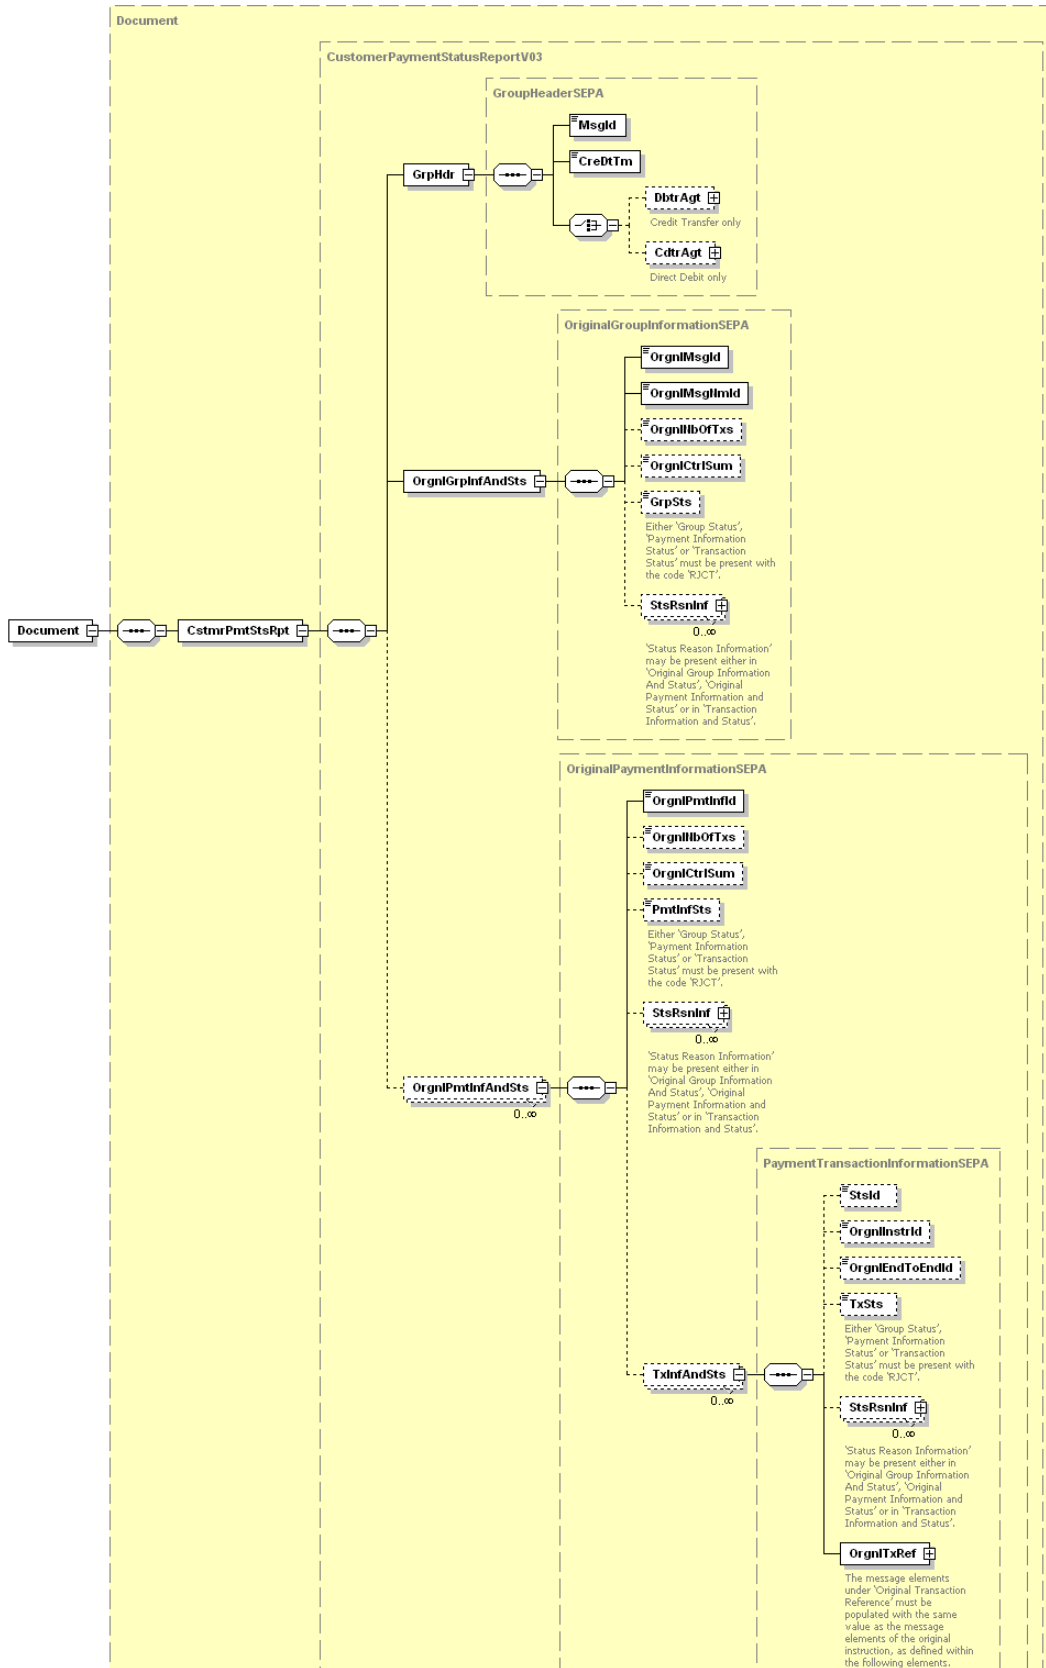 Document
CustomerPaymentStatusReportV03
GroupHeaderSEPA
MsgId
CreDtTm
GrpHdr
DbtrAgt
Credit Transfer only
CdtrAgt
Direct Debit only
OriginalGroupInformationSEPA
OrgnlMsgId
OrgnlMsgNmId
OrgnlNbOfTxs
OrgnlCtrlSum
OrgnlGrpInfAndSts
GrpSts
Either 'Group Status',
'Payment Information
Status' or 'Transaction
Status' must be present with
the code 'RJCT'.
StsRsnInf
0..∞
Document
CstmrPmtStsRpt
'Status Reason Information'
may be present either in
'Original Group Information
And Status', 'Original
Payment Information and
Status' or in 'Transaction
Information and Status'.
OriginalPaymentInformationSEPA
OrgnlPmtInfId
OrgnlNbOfTxs
OrgnlCtrlSum
PmtInfSts
Either 'Group Status',
'Payment Information
Status' or 'Transaction
Status' must be present with
the code 'RJCT'.
StsRsnInf
0..∞
'Status Reason Information'
may be present either in
'Original Group Information
And Status', 'Original
Payment Information and
Status' or in 'Transaction
Information and Status'.
OrgnlPmtInfAndSts
0..∞
PaymentTransactionInformationSEPA
StsId
OrgnlInstrId
OrgnlEndToEndId
TxSts
Either 'Group Status',
'Payment Information
Status' or 'Transaction
Status' must be present with
the code 'RJCT'.
TxInfAndSts
0..∞
StsRsnInf
0..∞
'Status Reason Information'
may be present either in
'Original Group Information
And Status', 'Original
Payment Information and
Status' or in 'Transaction
Information and Status'.
OrgnlTxRef
The message elements
under 'Original Transaction
Reference' must be
populated with the same
value as the message
elements of the original
instruction, as defined within
the following elements.